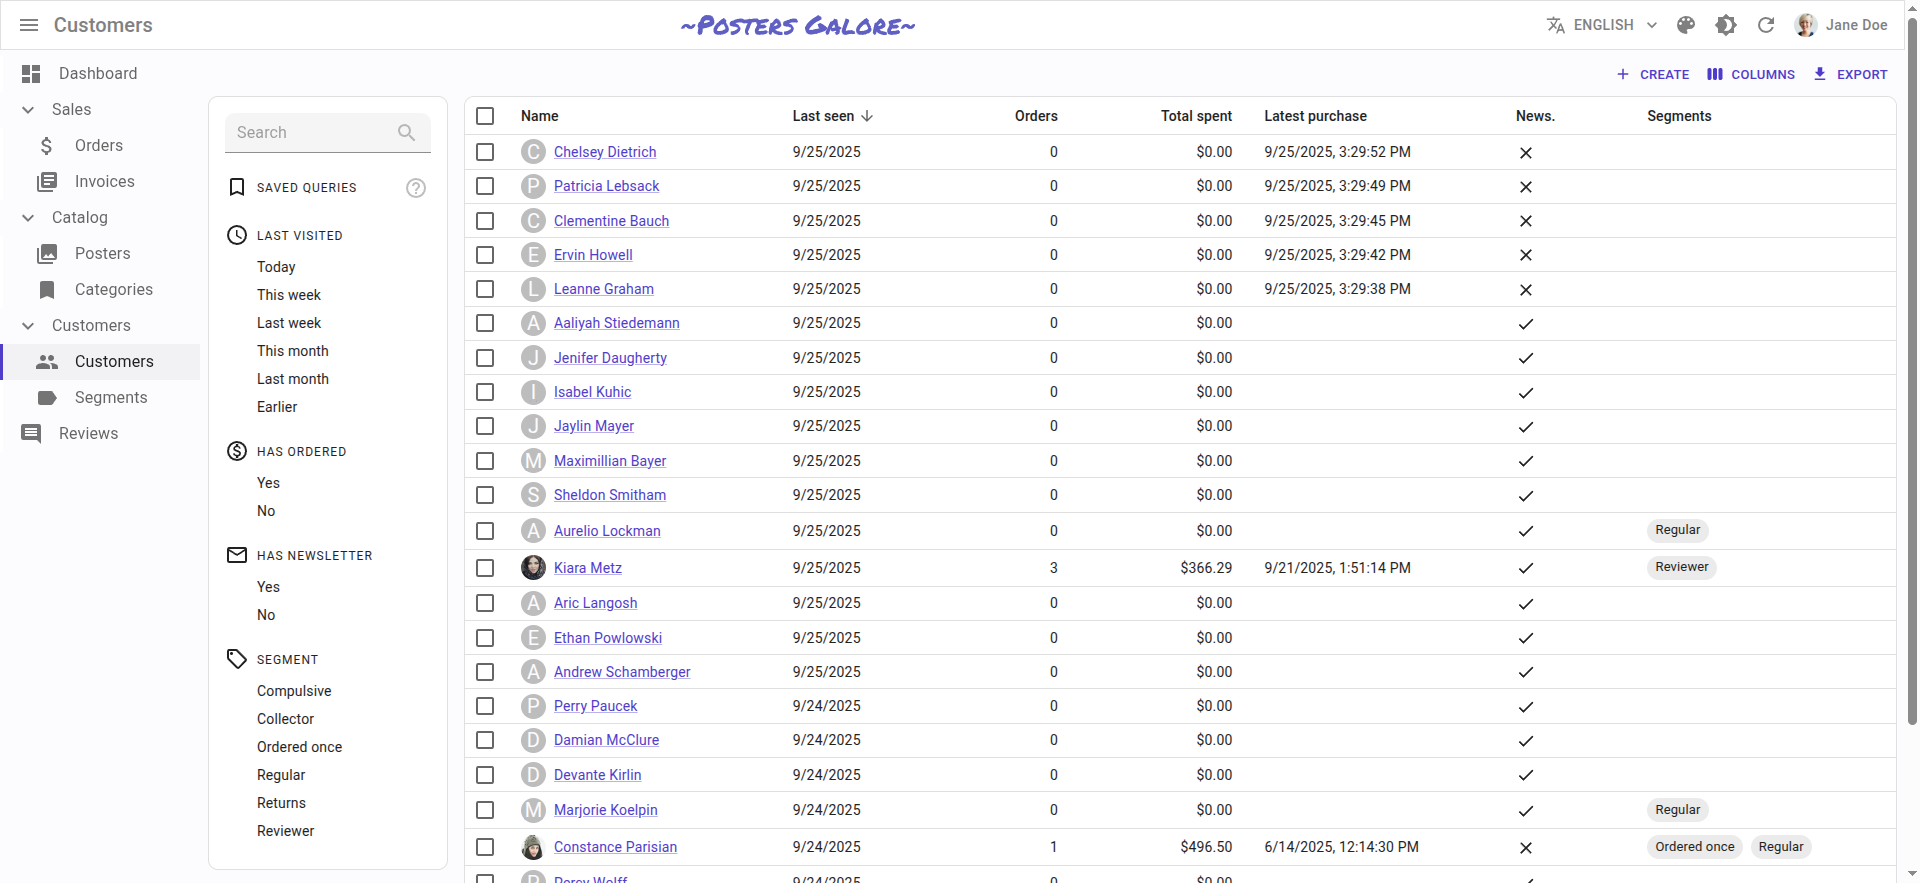 Customers
~Posters Galore~
ENGLISH
Jane Doe
Dashboard
Sales
Orders
Invoices
Catalog
Posters
Categories
Customers
Customers
Segments
Reviews
CREATE
COLUMNS
EXPORT
Search
SAVED QUERIES
?
LAST VISITED
Today
This week
Last week
This month
Last month
Earlier
HAS ORDERED
Yes
No
HAS NEWSLETTER
Yes
No
SEGMENT
Compulsive
Collector
Ordered once
Regular
Returns
Reviewer
Name Last seen Orders Total spent Latest purchase News. Segments
C Chelsey Dietrich 9/25/2025 0 $0.00 9/25/2025, 3:29:52 PM
P Patricia Lebsack 9/25/2025 0 $0.00 9/25/2025, 3:29:49 PM
C Clementine Bauch 9/25/2025 0 $0.00 9/25/2025, 3:29:45 PM
E Ervin Howell 9/25/2025 0 $0.00 9/25/2025, 3:29:42 PM
L Leanne Graham 9/25/2025 0 $0.00 9/25/2025, 3:29:38 PM
A Aaliyah Stiedemann 9/25/2025 0 $0.00
J Jenifer Daugherty 9/25/2025 0 $0.00
I Isabel Kuhic 9/25/2025 0 $0.00
J Jaylin Mayer 9/25/2025 0 $0.00
M Maximillian Bayer 9/25/2025 0 $0.00
S Sheldon Smitham 9/25/2025 0 $0.00
A Aurelio Lockman 9/25/2025 0 $0.00 Regular
Kiara Metz 9/25/2025 3 $366.29 9/21/2025, 1:51:14 PM Reviewer
A Aric Langosh 9/25/2025 0 $0.00
E Ethan Powlowski 9/25/2025 0 $0.00
A Andrew Schamberger 9/25/2025 0 $0.00
P Perry Paucek 9/24/2025 0 $0.00
D Damian McClure 9/24/2025 0 $0.00
D Devante Kirlin 9/24/2025 0 $0.00
M Marjorie Koelpin 9/24/2025 0 $0.00 Regular
Constance Parisian 9/24/2025 1 $496.50 6/14/2025, 12:14:30 PM Ordered once Regular
9/24/2025 0 $0.00